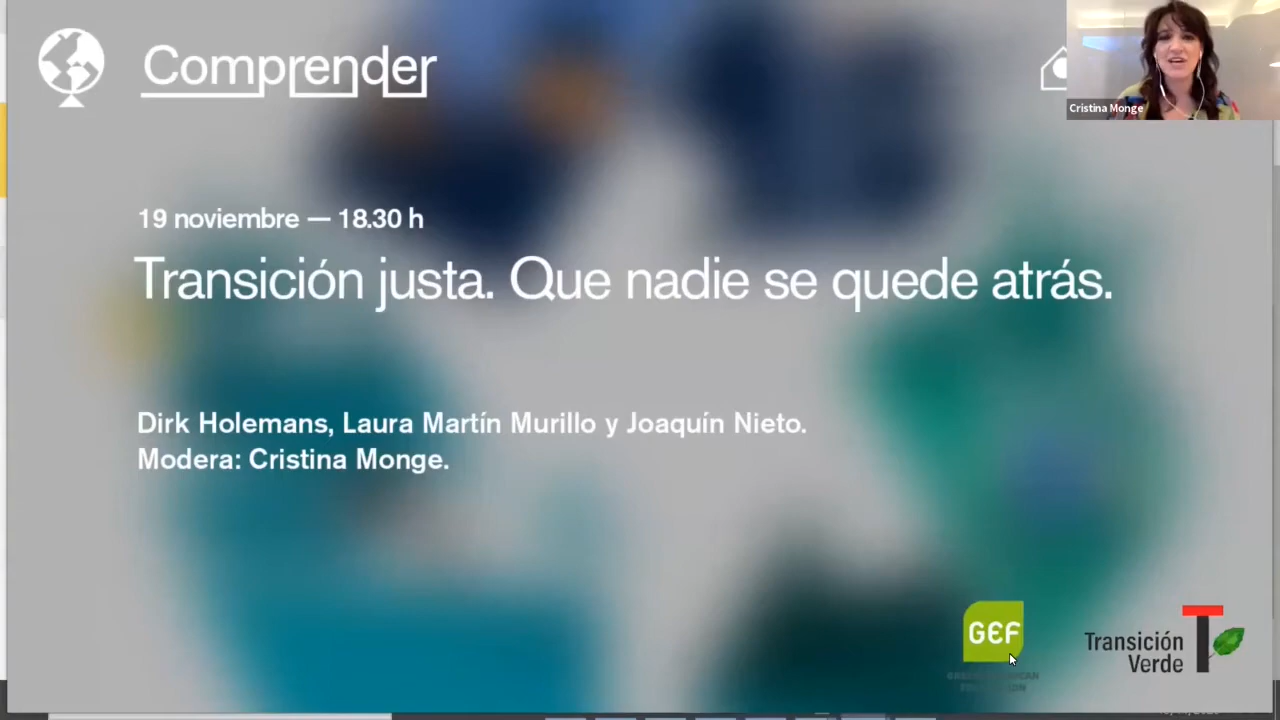 Comprender
Cristina Monge
19 noviembre — 18.30 h
Transición justa. Que nadie se quede atrás.
Dirk Holemans, Laura Martín Murillo y Joaquín Nieto.
Modera: Cristina Monge.
GEF
Transición
Verde